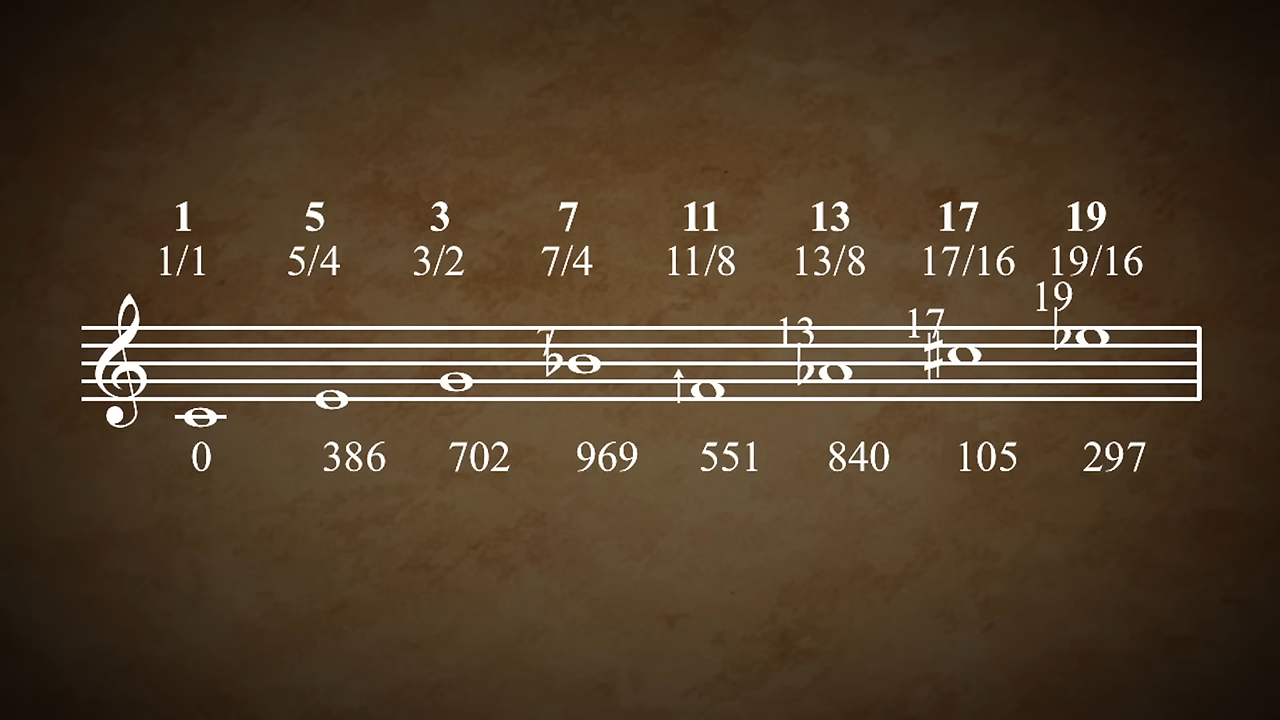 1 5 3 7 11 13 17 19
1/1 5/4 3/2 7/4 11/8 13/8 17/16 19/16
7 13 17 19
0 386 702 969 551 840 105 297